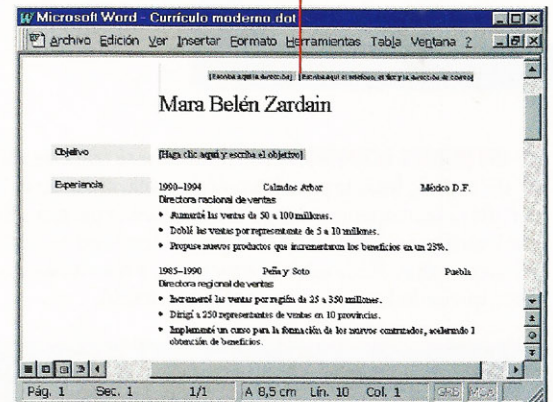 Microsoft Word - Currículo moderno.dot
Archivo Edición Ver Insertar Formato Herramientas Tabla Ventana ?
[Escriba aquí la dirección] [Escriba aquí el teléfono, el fax y la dirección de correo]
Mara Belén Zardain
Objetivo [Haga clic aquí y escriba el objetivo]
Experiencia 1990–1994 Calzados Arbor México D.F.
Directora nacional de ventas
• Aumenté las ventas de 50 a 100 millones.
• Doblé las ventas por representante de 5 a 10 millones.
• Propuse nuevos productos que incrementaron los beneficios en un 23%.
1985–1990 Peña y Soto Puebla
Directora regional de ventas
• Incrementé las ventas por región de 25 a 350 millones.
• Dirigí a 250 representantes de ventas en 10 provincias.
• Implementé un curso para la formación de los nuevos contratados, acelerando l
obtención de beneficios.
Pág. 1 Sec. 1 1/1 A 8,5 cm Lín. 10 Col. 1 GRB MCA